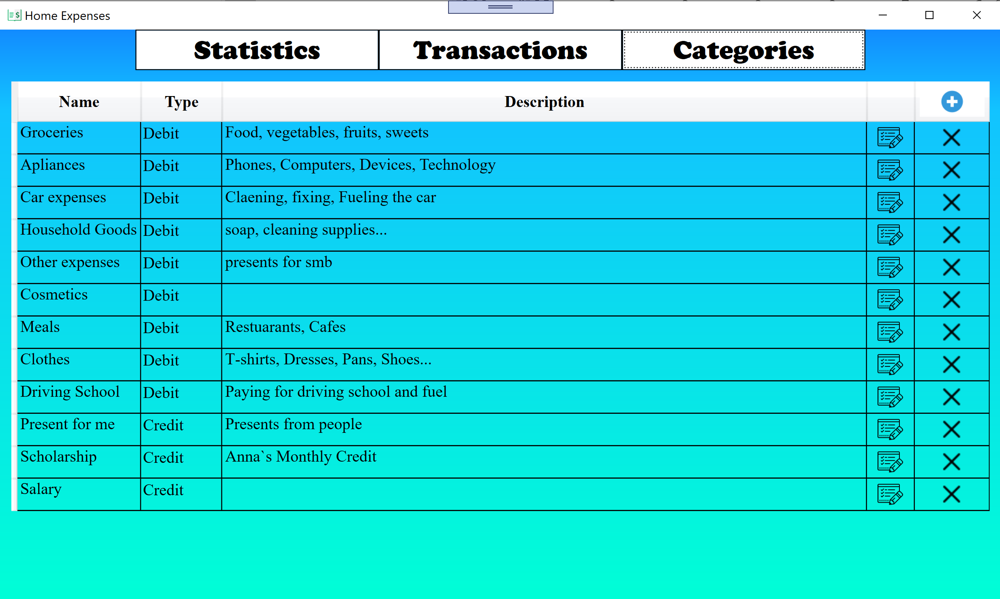 Home Expenses
Statistics Transactions Categories
Name Type Description
Groceries Debit Food, vegetables, fruits, sweets
Apliances Debit Phones, Computers, Devices, Technology
Car expenses Debit Claening, fixing, Fueling the car
Household Goods Debit soap, cleaning supplies...
Other expenses Debit presents for smb
Cosmetics Debit
Meals Debit Restuarants, Cafes
Clothes Debit T-shirts, Dresses, Pans, Shoes...
Driving School Debit Paying for driving school and fuel
Present for me Credit Presents from people
Scholarship Credit Anna`s Monthly Credit
Salary Credit